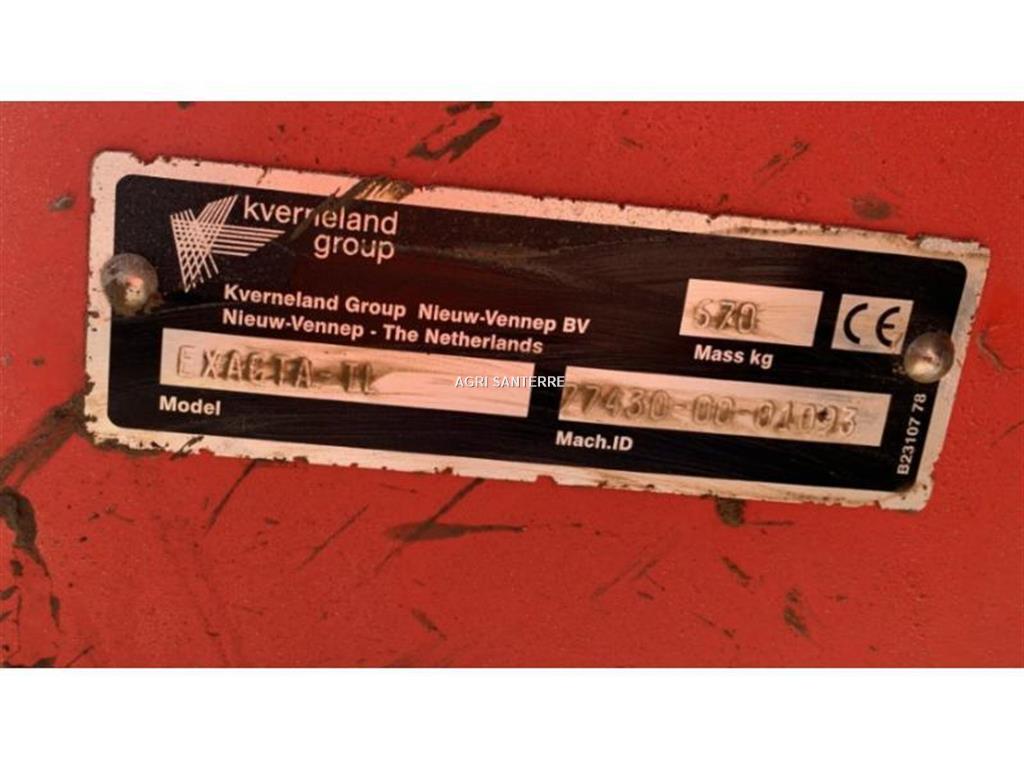 kverneland
group
Kverneland Group Nieuw-Vennep BV
Nieuw-Vennep - The Netherlands
670
Mass kg
CE
EXACTA-TL
Model
AGRI SANTERRE
77430-00-01093
Mach.ID
B23107 78